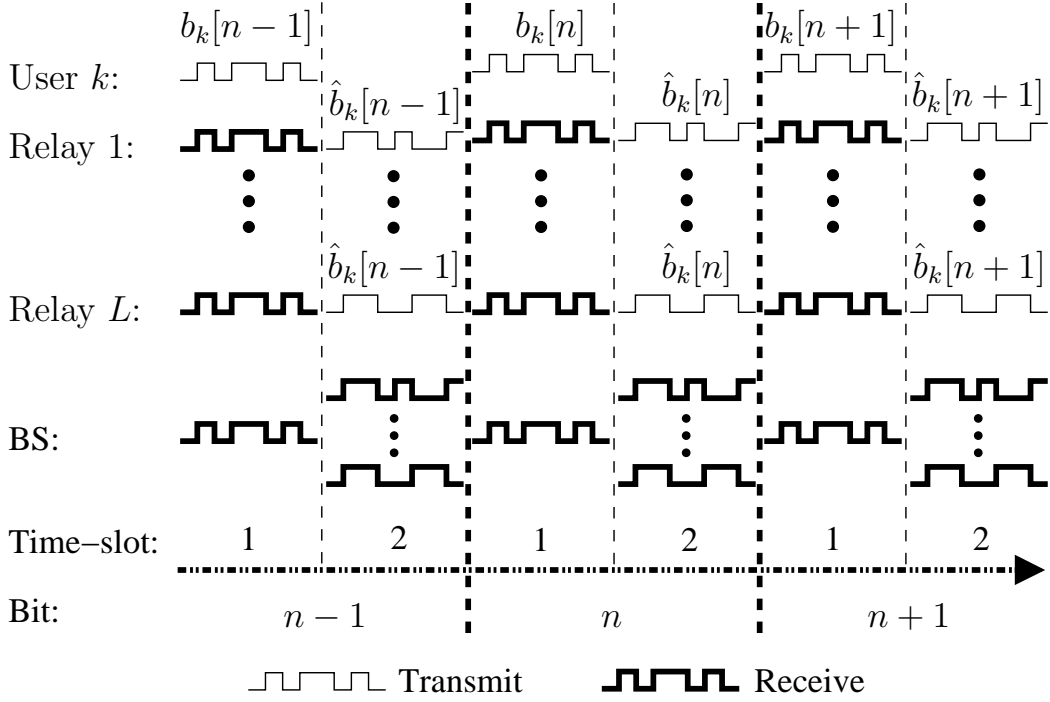 b_k[n − 1] b_k[n] b_k[n + 1]
User k:
b̂_k[n − 1] b̂_k[n] b̂_k[n + 1]
Relay 1:
b̂_k[n − 1] b̂_k[n] b̂_k[n + 1]
Relay L:
BS:
Time–slot: 1 2 1 2 1 2
Bit: n − 1 n n + 1
Transmit Receive